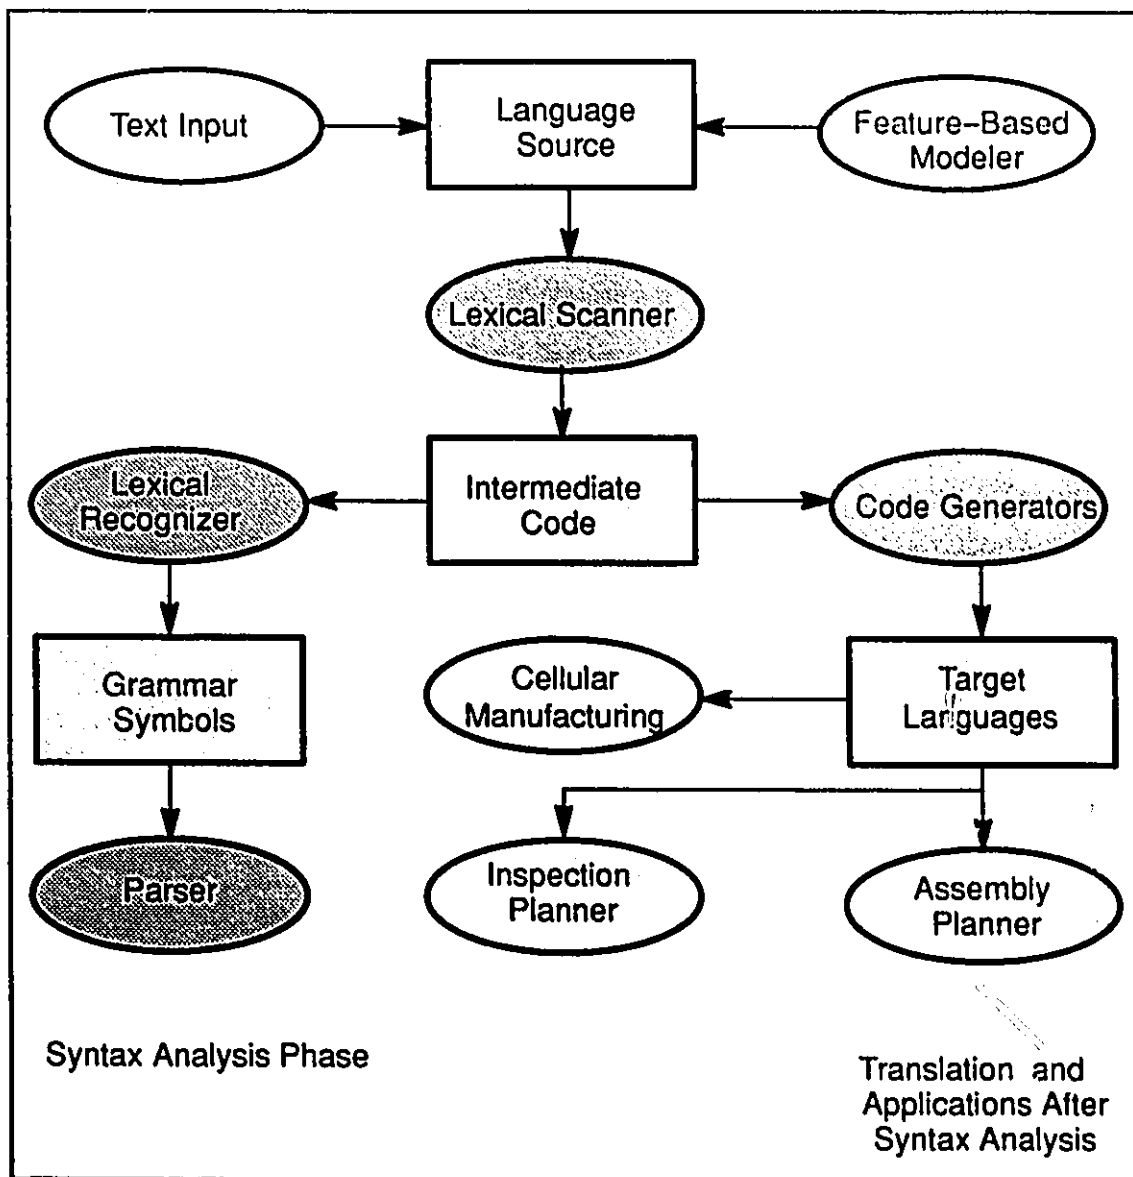 Text Input
Language
Source
Feature-Based
Modeler
Lexical Scanner
Lexical
Recognizer
Intermediate
Code
Code Generators
Grammar
Symbols
Cellular
Manufacturing
Target
Languages
Parser
Inspection
Planner
Assembly
Planner
Syntax Analysis Phase
Translation and
Applications After
Syntax Analysis